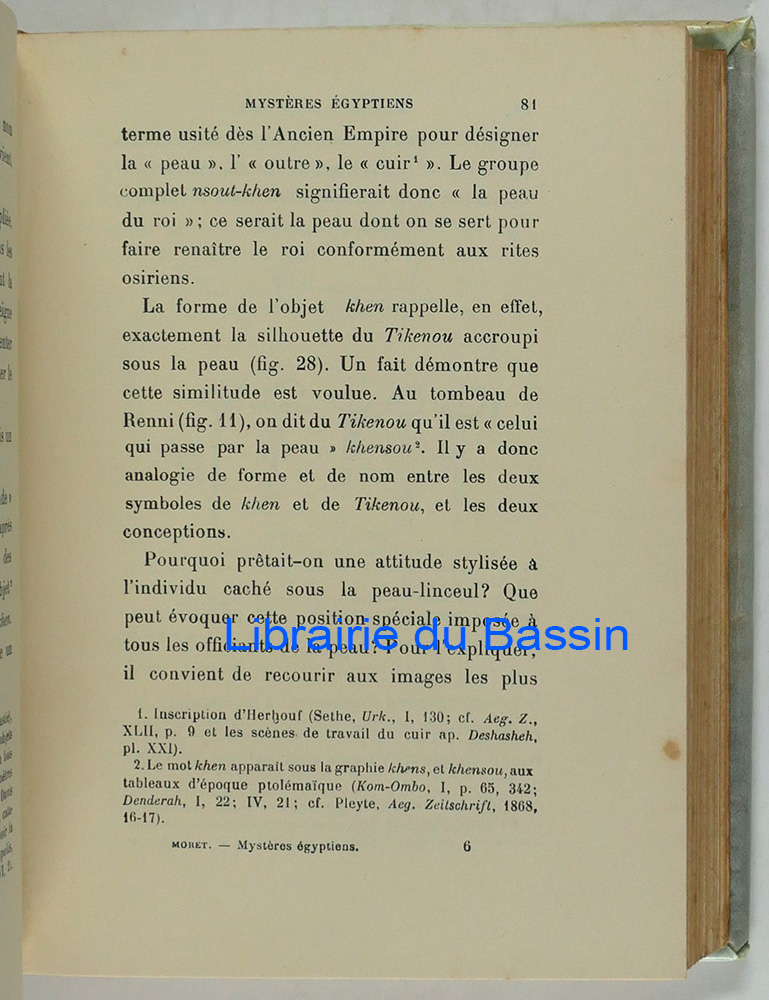 MYSTÈRES ÉGYPTIENS 81
terme usité dès l'Ancien Empire pour désigner
la « peau », l' « outre », le « cuir¹ ». Le groupe
complet nsout-khen signifierait donc « la peau
du roi » ; ce serait la peau dont on se sert pour
faire renaître le roi conformément aux rites
osiriens.
La forme de l'objet khen rappelle, en effet,
exactement la silhouette du Tikenou accroupi
sous la peau (fig. 28). Un fait démontre que
cette similitude est voulue. Au tombeau de
Renni (fig. 11), on dit du Tikenou qu'il est « celui
qui passe par la peau » khensou². Il y a donc
analogie de forme et de nom entre les deux
symboles de khen et de Tikenou, et les deux
conceptions.
Pourquoi prêtait-on une attitude stylisée à
l'individu caché sous la peau-linceul? Que
peut évoquer cette position spéciale imposée à
tous les officiants de la peau? Pour l'expliquer,
il convient de recourir aux images les plus
Librairie du Bassin
1. Inscription d'Herḫouf (Sethe, Urk., I, 130; cf. Aeg. Z.,
XLII, p. 9 et les scènes de travail du cuir ap. Deshasheh,
pl. XXI).
2. Le mot khen apparaît sous la graphie khens, et khensou, aux
tableaux d'époque ptolémaïque (Kom-Ombo, I, p. 65, 342;
Denderah, I, 22; IV, 21; cf. Pleyte, Aeg. Zeitschrift, 1868,
16-17).
MORET. — Mystères égyptiens. 6